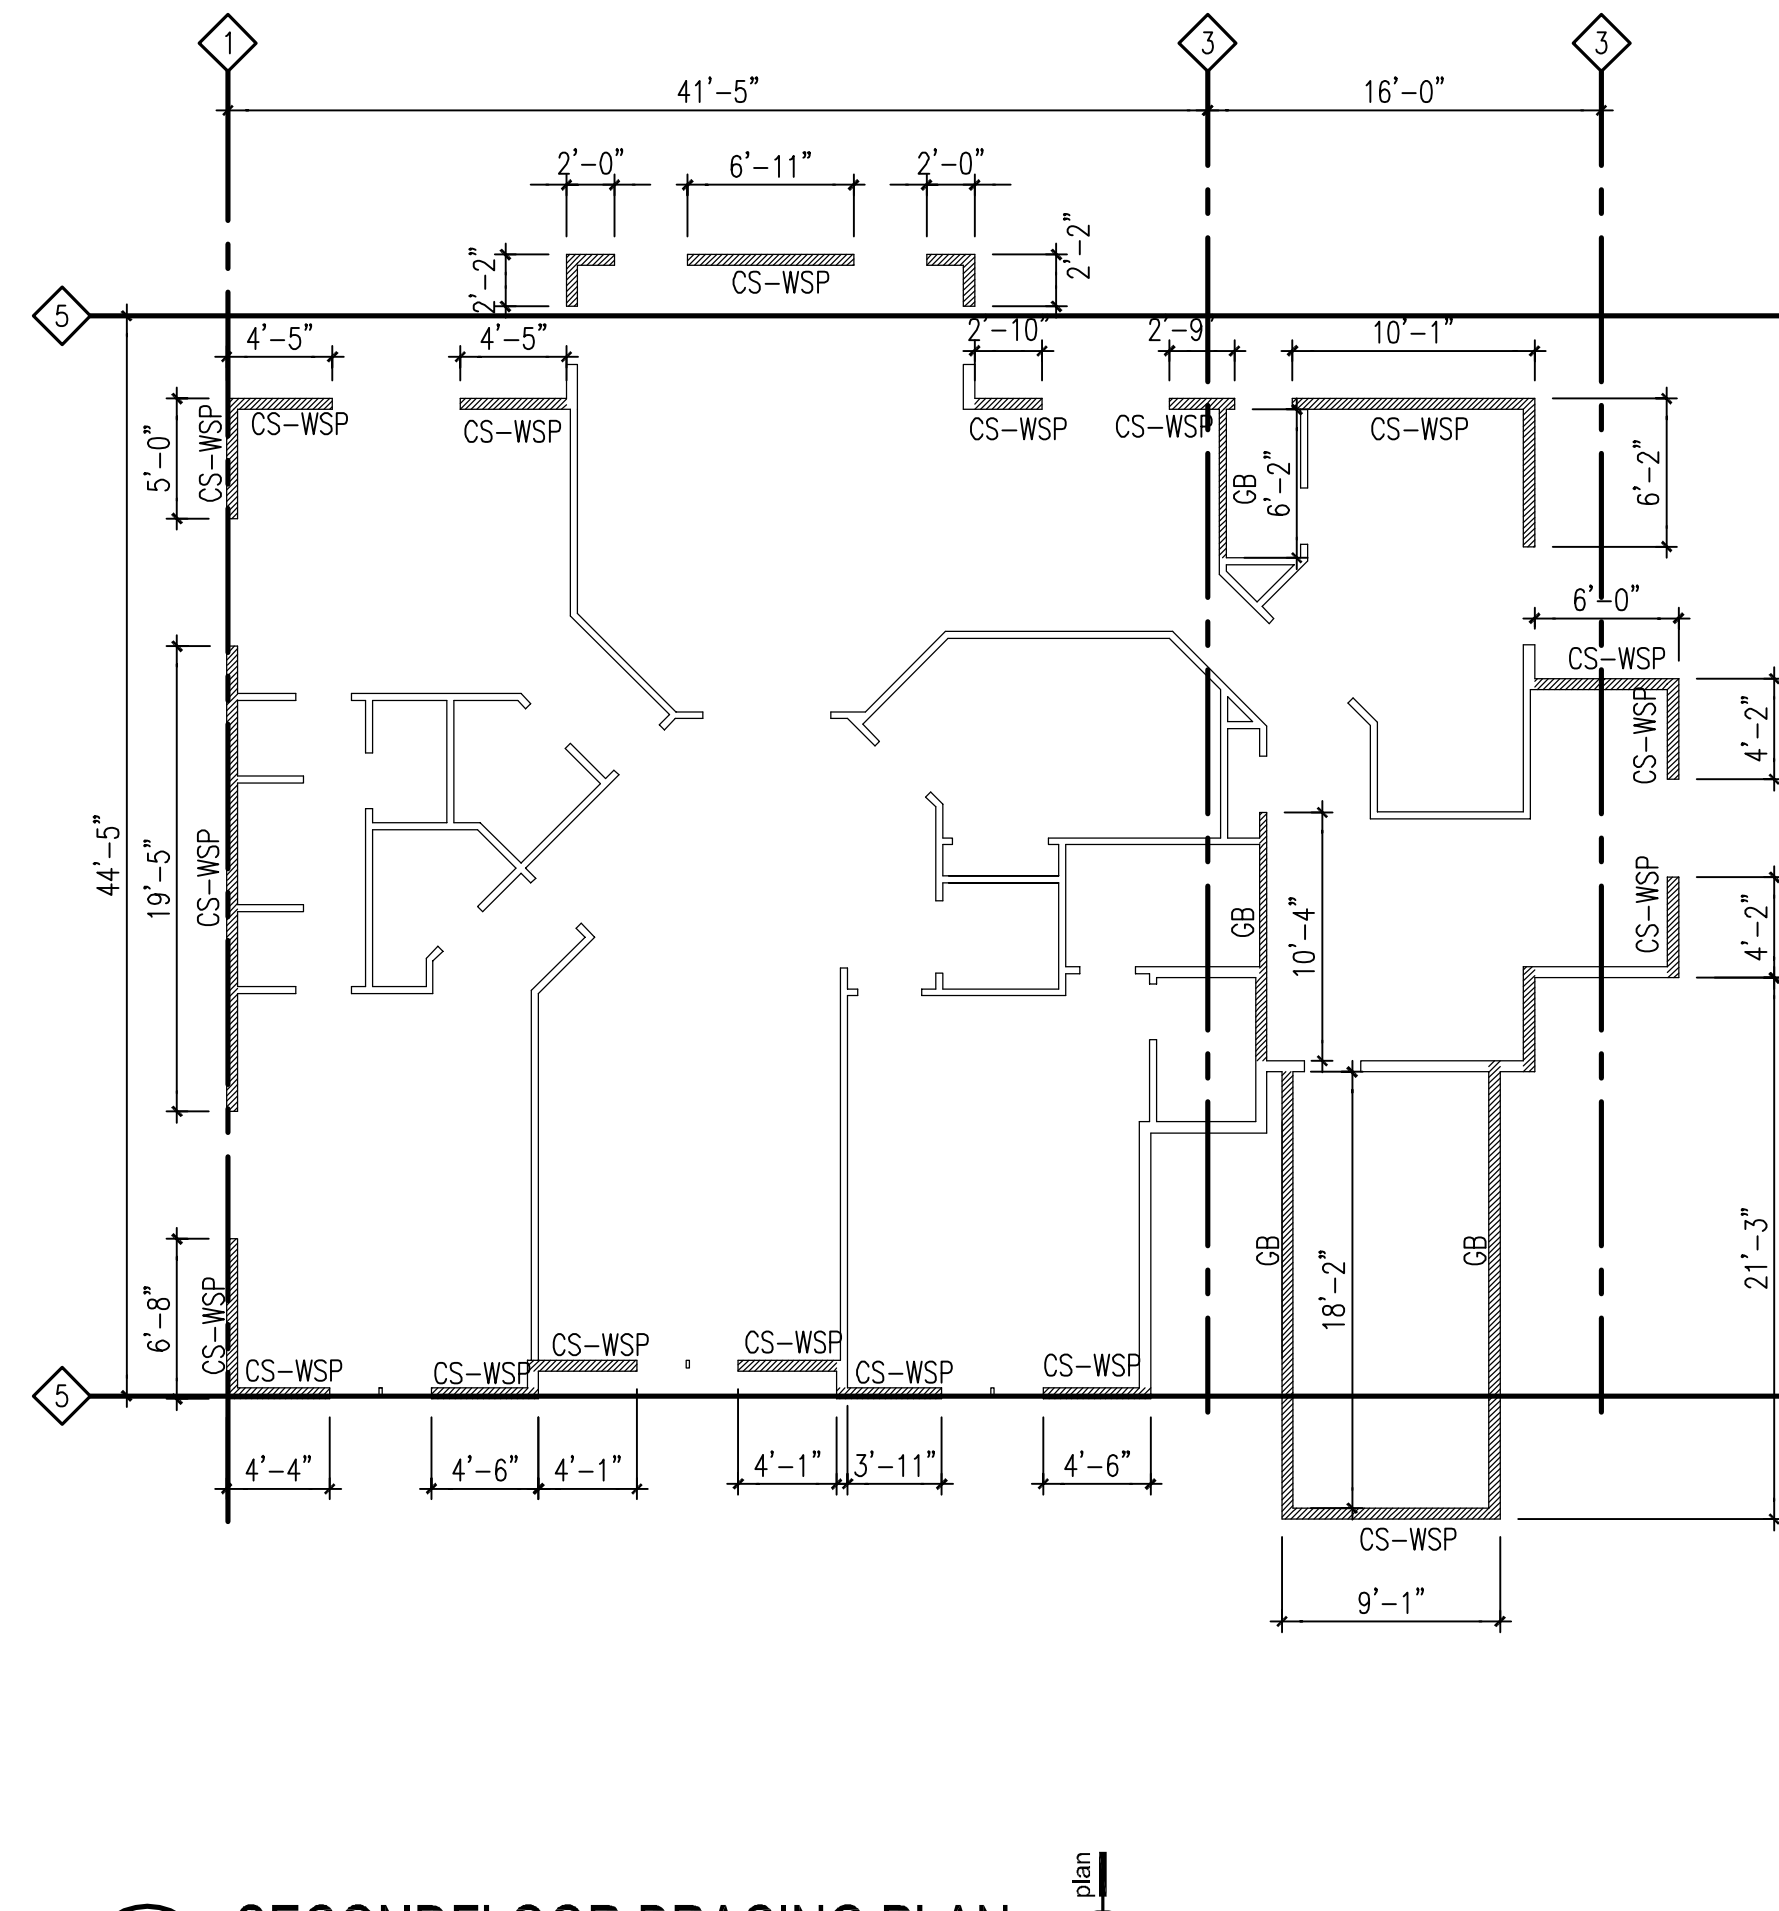 1
3
3
41'-5"
16'-0"
2'-0"
6'-11"
2'-0"
2'-2"
CS-WSP
2'-2"
5
4'-5"
4'-5"
2'-10"
2'-9"
10'-1"
CS-WSP
CS-WSP
CS-WSP
CS-WSP
CS-WSP
5'-0"
CS-WSP
GB
6'-2"
6'-2"
6'-0"
CS-WSP
CS-WSP
4'-2"
44'-5"
19'-5"
CS-WSP
GB
10'-4"
CS-WSP
4'-2"
6'-8"
CS-WSP
GB
18'-2"
GB
21'-3"
CS-WSP
CS-WSP
CS-WSP
CS-WSP
CS-WSP
CS-WSP
5
4'-4"
4'-6"
4'-1"
4'-1"
3'-11"
4'-6"
CS-WSP
9'-1"
plan
SECONDFLOOR BRACING PLAN